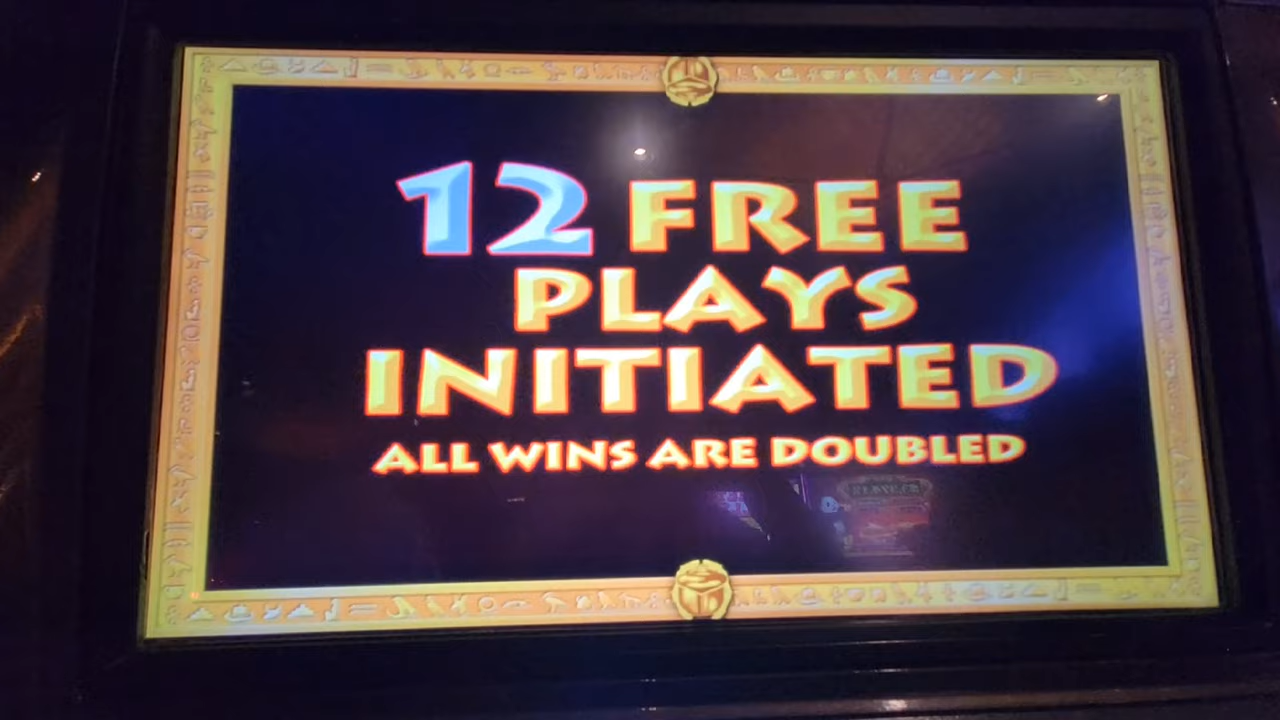 12 FREE
PLAYS
INITIATED
ALL WINS ARE DOUBLED